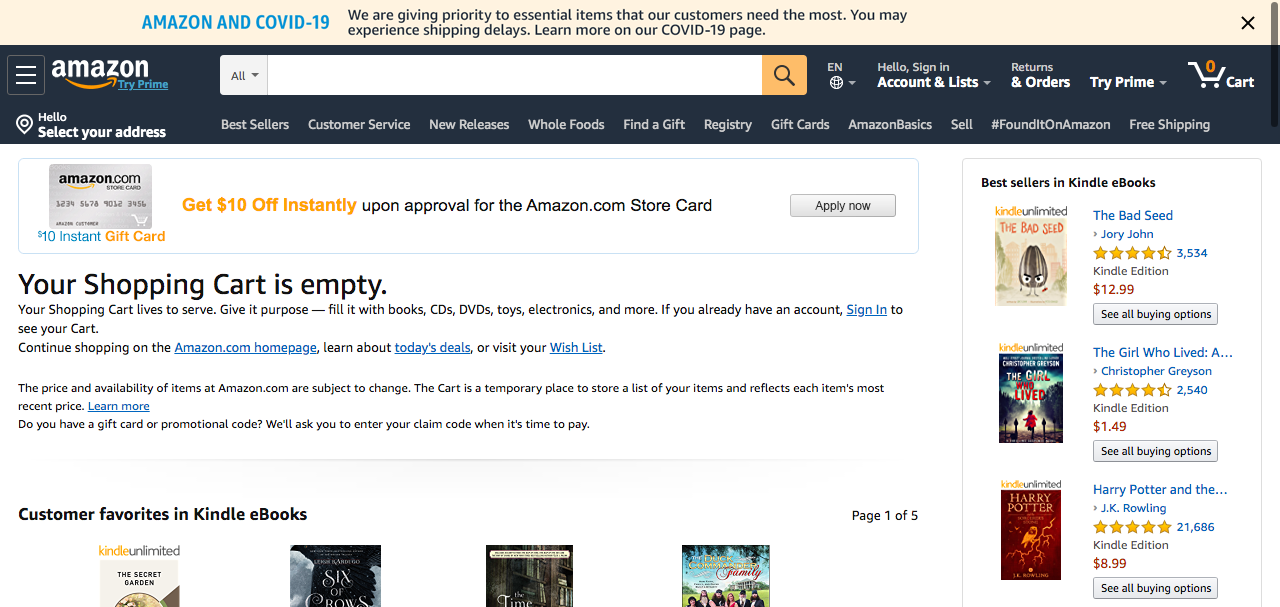 AMAZON AND COVID-19
We are giving priority to essential items that our customers need the most. You may
experience shipping delays. Learn more on our COVID-19 page.
amazon
Try Prime
All
EN
Hello, Sign in
Account & Lists
Returns
& Orders
Try Prime
0
Cart
Hello
Select your address
Best Sellers
Customer Service
New Releases
Whole Foods
Find a Gift
Registry
Gift Cards
AmazonBasics
Sell
#FoundItOnAmazon
Free Shipping
amazon.com
STORE CARD
1234 5678 9012 3456
AMAZON CUSTOMER
$10 Instant Gift Card
Get $10 Off Instantly upon approval for the Amazon.com Store Card
Apply now
Your Shopping Cart is empty.
Your Shopping Cart lives to serve. Give it purpose — fill it with books, CDs, DVDs, toys, electronics, and more. If you already have an account, Sign In to
see your Cart.
Continue shopping on the Amazon.com homepage, learn about today's deals, or visit your Wish List.
The price and availability of items at Amazon.com are subject to change. The Cart is a temporary place to store a list of your items and reflects each item's most
recent price. Learn more
Do you have a gift card or promotional code? We'll ask you to enter your claim code when it's time to pay.
Customer favorites in Kindle eBooks
Page 1 of 5
kindleunlimited
THE SECRET
GARDEN
LEIGH BARDUGO
SIX
OF
CROWS
the
Time
THE
DUCK
COMMANDER
Family
Best sellers in Kindle eBooks
kindleunlimited
THE BAD SEED
The Bad Seed
› Jory John
3,534
Kindle Edition
$12.99
See all buying options
kindleunlimited
CHRISTOPHER GREYSON
THE GIRL
WHO
LIVED
The Girl Who Lived: A...
› Christopher Greyson
2,540
Kindle Edition
$1.49
See all buying options
kindleunlimited
HARRY
POTTER
J.K. ROWLING
Harry Potter and the...
› J.K. Rowling
21,686
Kindle Edition
$8.99
See all buying options